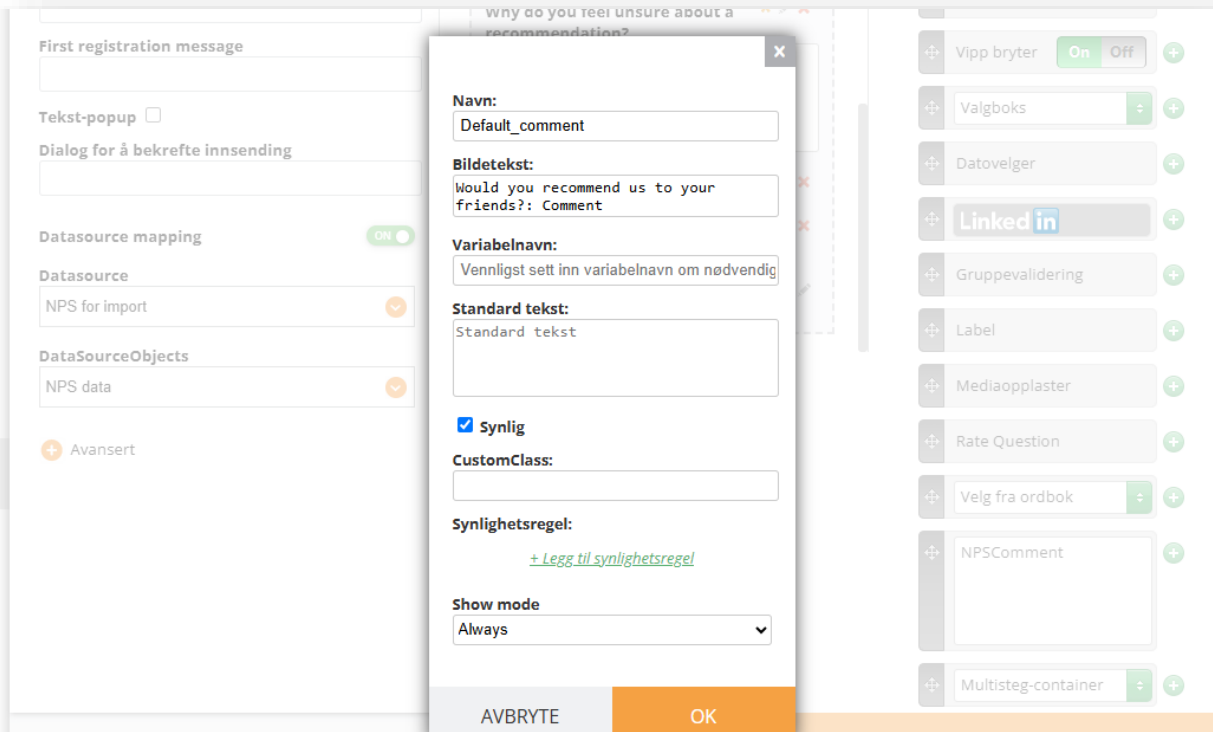 First registration message
Tekst-popup
Dialog for å bekrefte innsending
Datasource mapping
ON
Datasource
NPS for import
DataSourceObjects
NPS data
Avansert
Why do you feel unsure about a
recommendation?
x
Navn:
Default_comment
Bildetekst:
Would you recommend us to your
friends?: Comment
Variabelnavn:
Vennligst sett inn variabelnavn om nødvendig
Standard tekst:
Standard tekst
Synlig
CustomClass:
Synlighetsregel:
+ Legg til synlighetsregel
Show mode
Always
AVBRYTE
OK
Vipp bryter On Off
Valgboks
Datovelger
Linked in
Gruppevalidering
Label
Mediaopplaster
Rate Question
Velg fra ordbok
NPSComment
Multisteg-container